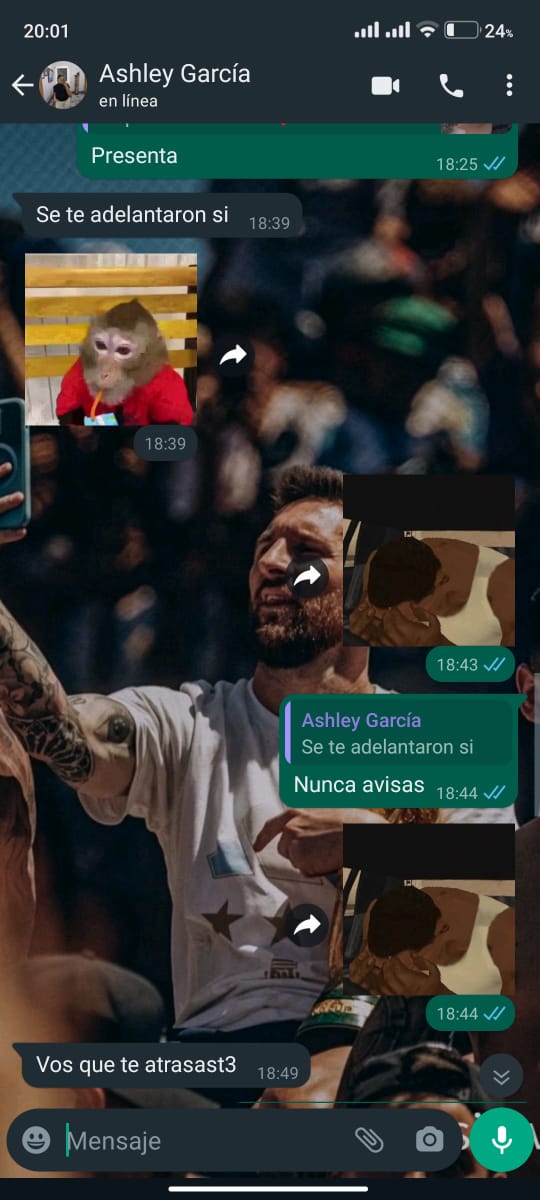 20:01
24%
Ashley García
en línea
Presenta
18:25
Se te adelantaron si
18:39
18:39
18:43
Ashley García
Se te adelantaron si
Nunca avisas
18:44
18:44
Vos que te atrasast3
18:49
Mensaje